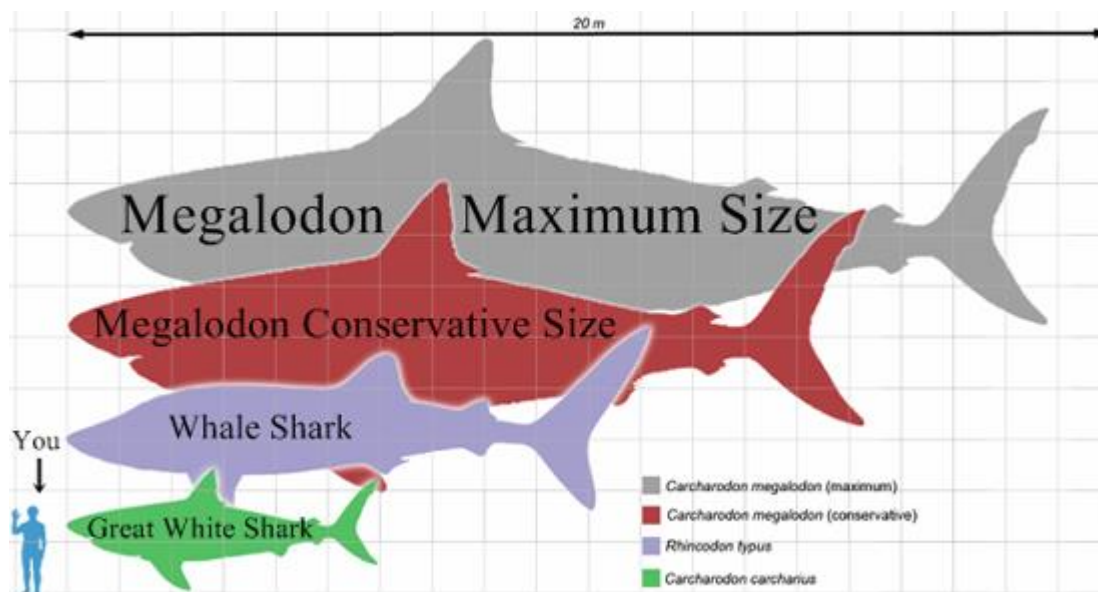 20 m
Megalodon Maximum Size
Megalodon Conservative Size
Whale Shark
You
Great White Shark
Carcharodon megalodon (maximum)
Carcharodon megalodon (conservative)
Rhincodon typus
Carcharodon carcharius